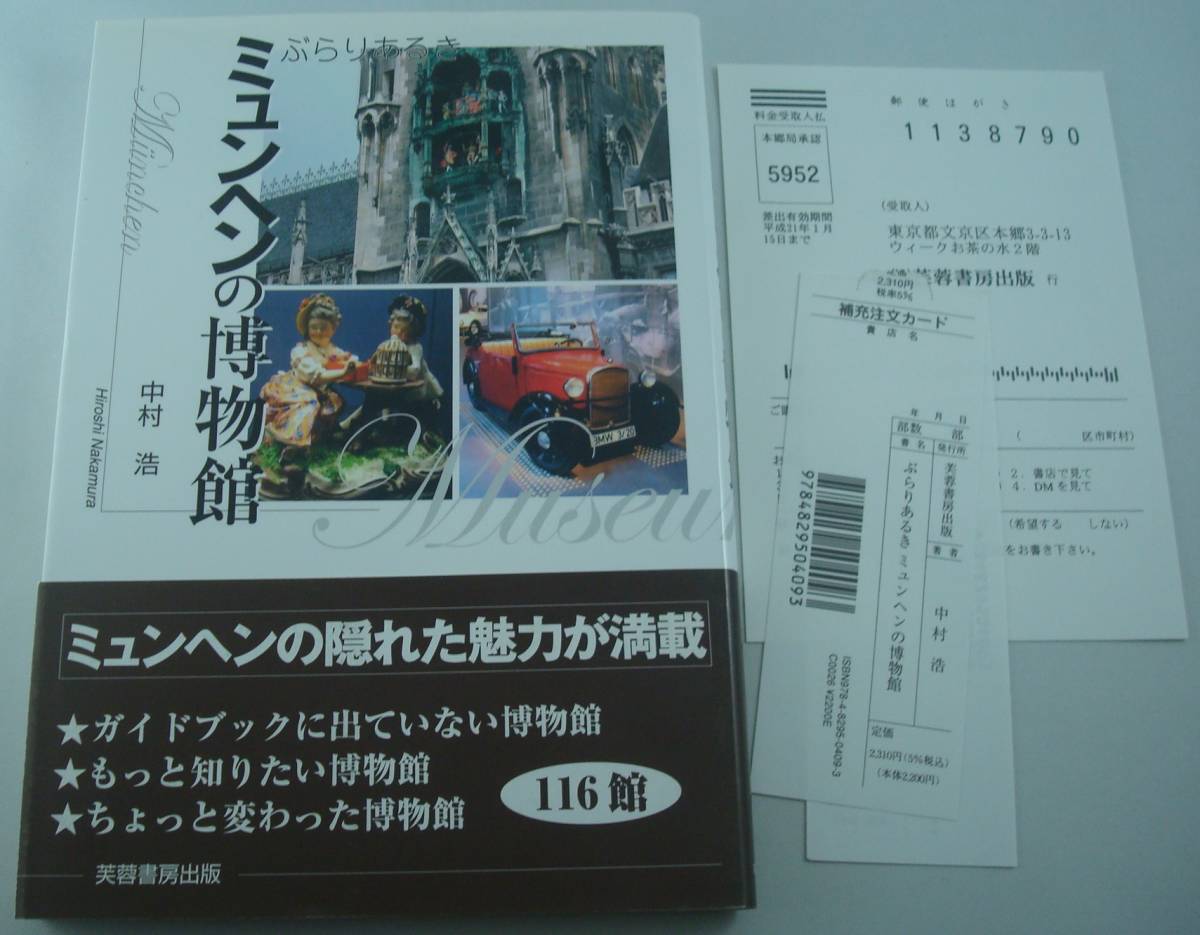 ぶらりあるき
ミュンヘンの博物館
München
中村 浩
Hiroshi Nakamura
BMW 3/20
Museu
ミュンヘンの隠れた魅力が満載
★ガイドブックに出ていない博物館
★もっと知りたい博物館
★ちょっと変わった博物館
116館
芙蓉書房出版
郵便はがき
料金受取人払
本郷局承認
5952
差出有効期間
平成21年1月
15日まで
1138790
(受取人)
東京都文京区本郷3-3-13
ウィークお茶の水2階
芙蓉書房出版 行
(区市町村)
2. 書店で見て
4. DMを見て
(希望する しない)
をお書き下さい。
2,310円
税率5%
補充注文カード
貴店名
年 月 日
部数 部
書名
発行所
芙蓉書房出版
ぶらりあるき ミュンヘンの博物館
著者
中村 浩
定価
2,310円(5%税込)
(本体2,200円)
9784829504093
ISBN978-4-8295-0409-3
C0026 ¥2200E